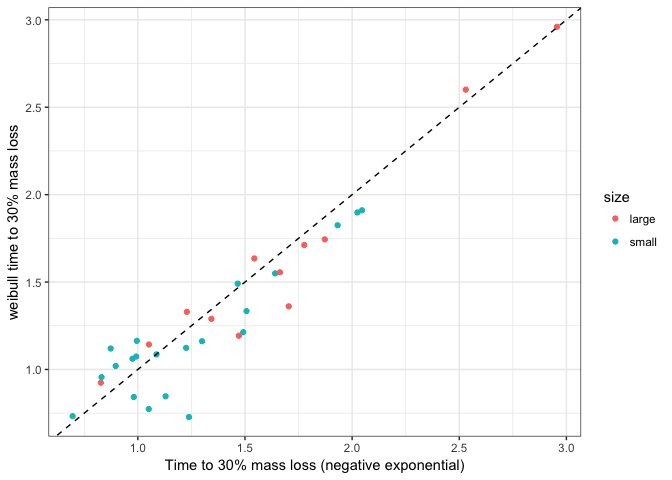 3.0
2.5
2.0
1.5
1.0
weibull time to 30% mass loss
1.0 1.5 2.0 2.5 3.0
Time to 30% mass loss (negative exponential)
size
large
small